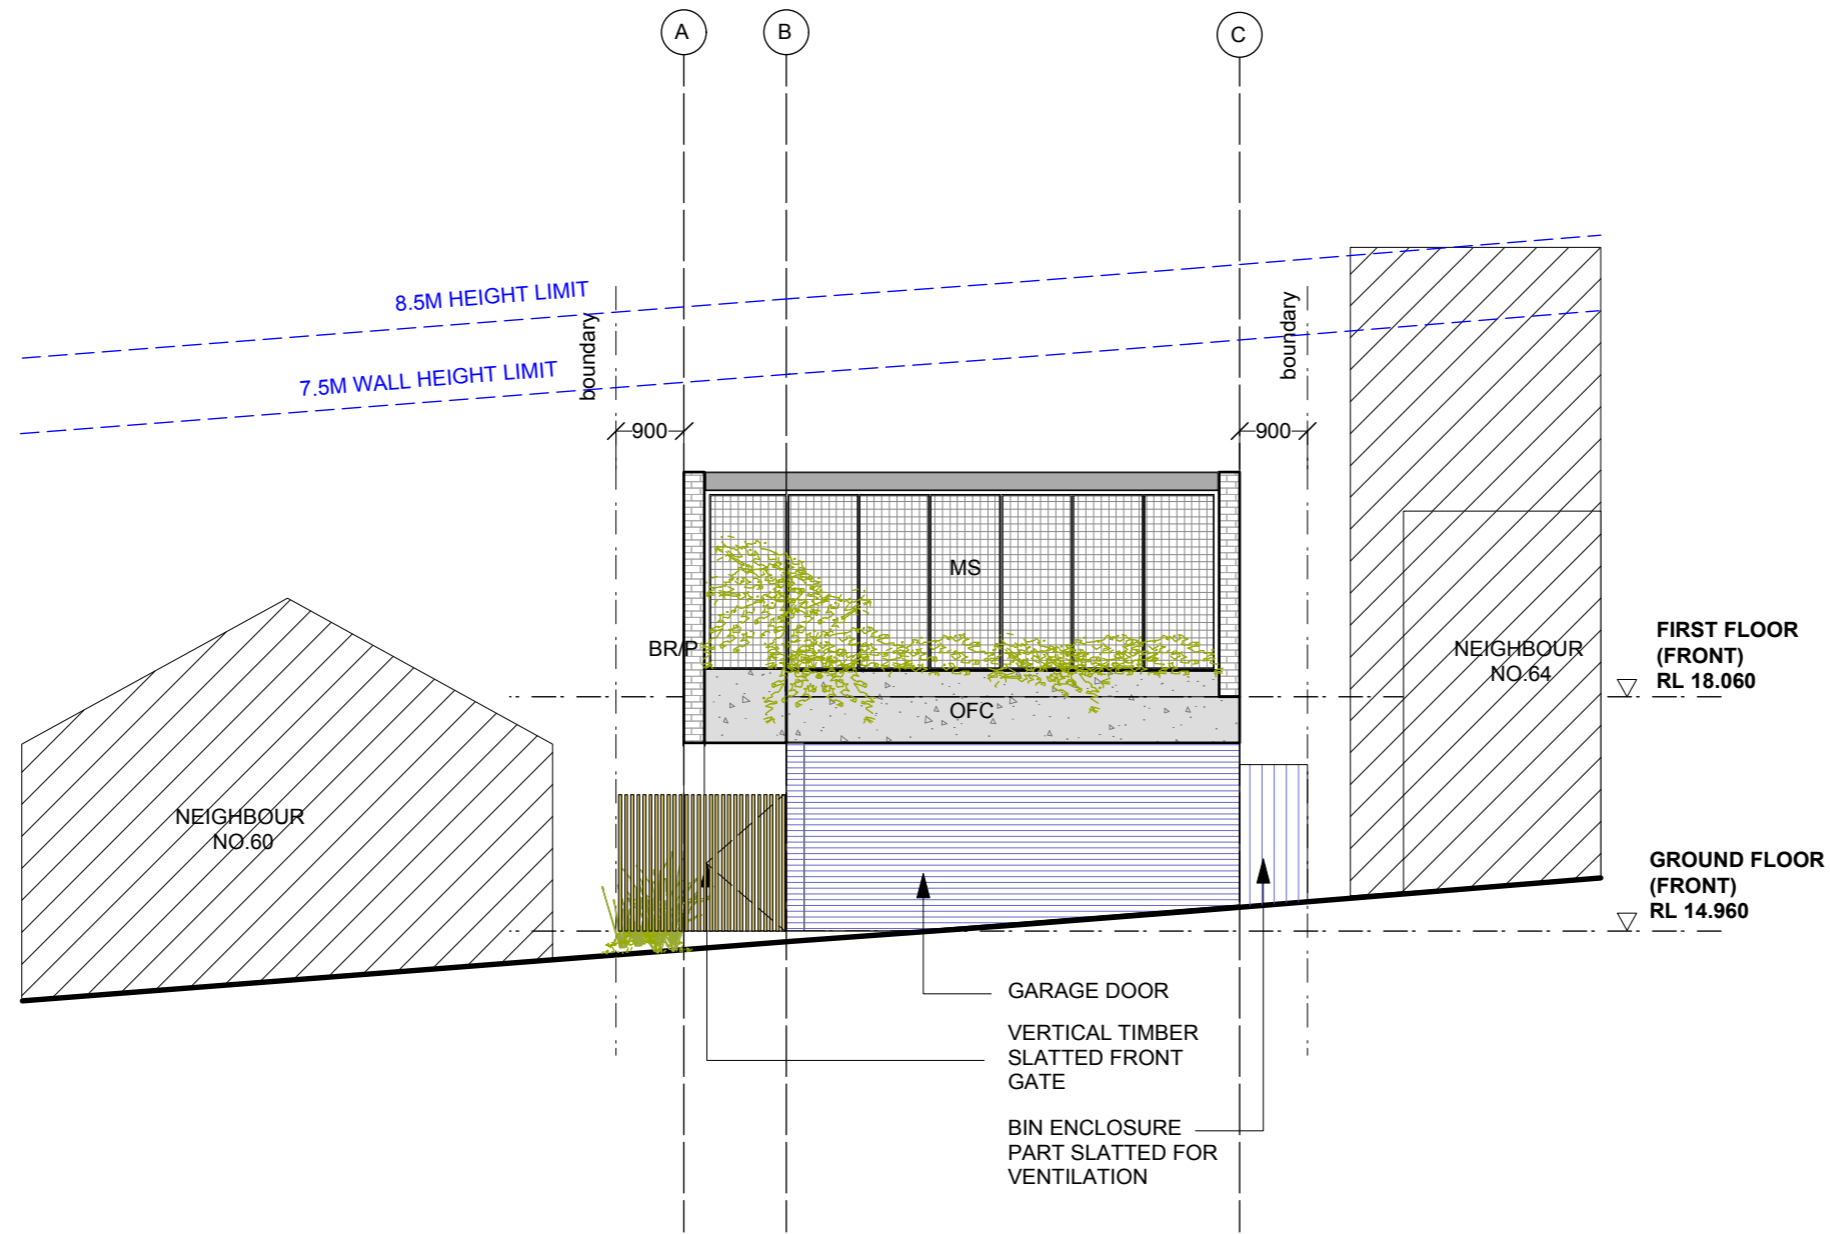 A
B
C
8.5M HEIGHT LIMIT
7.5M WALL HEIGHT LIMIT
boundary
boundary
900
900
MS
BR/P
OFC
NEIGHBOUR
NO.60
NEIGHBOUR
NO.64
FIRST FLOOR
(FRONT)
RL 18.060
GROUND FLOOR
(FRONT)
RL 14.960
GARAGE DOOR
VERTICAL TIMBER
SLATTED FRONT
GATE
BIN ENCLOSURE
PART SLATTED FOR
VENTILATION